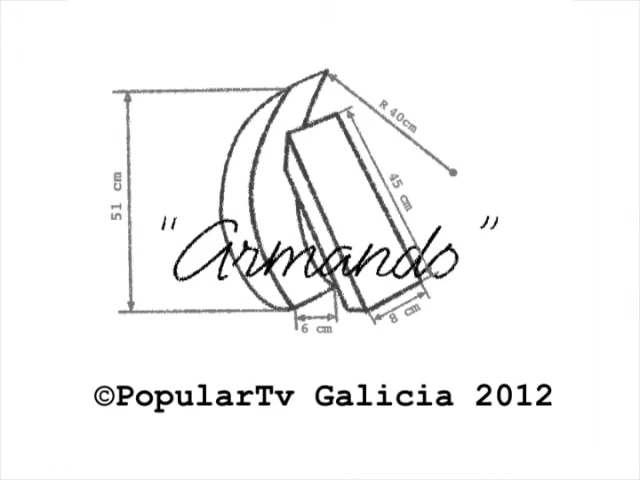 R 40cm
45 cm
51 cm
"Armando"
6 cm
8 cm
©PopularTv Galicia 2012